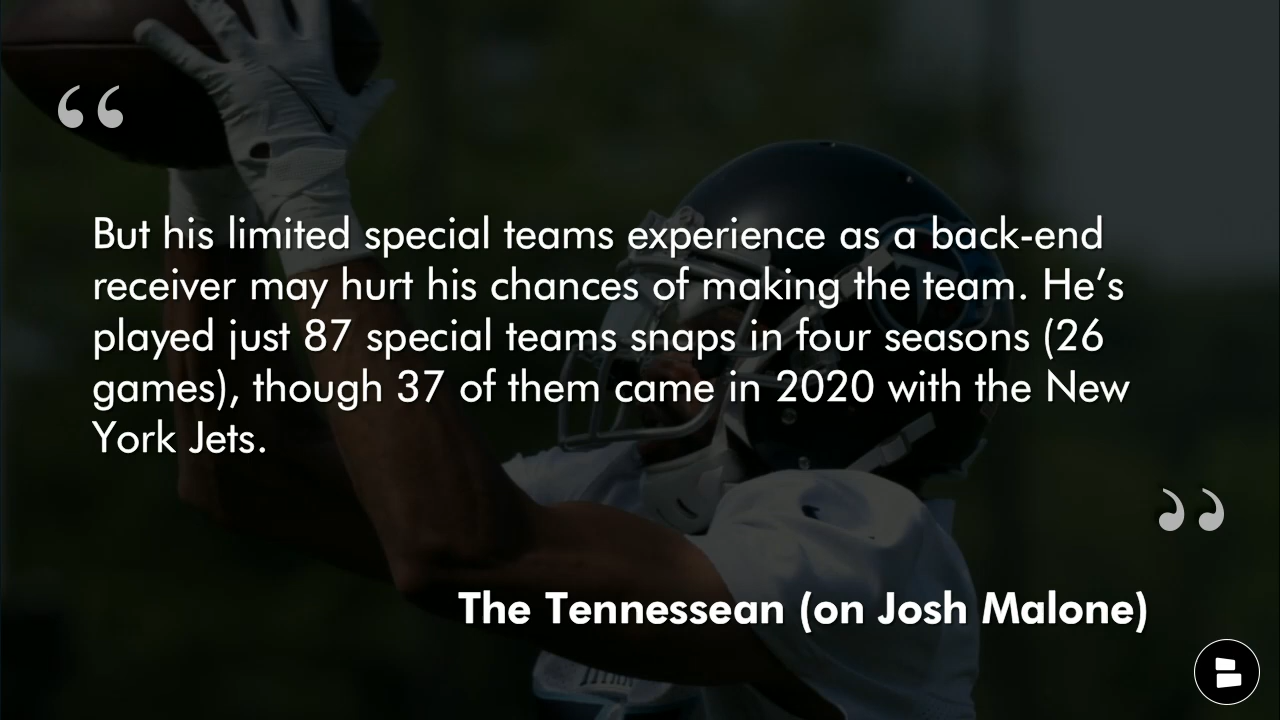 “
But his limited special teams experience as a back-end
receiver may hurt his chances of making the team. He’s
played just 87 special teams snaps in four seasons (26
games), though 37 of them came in 2020 with the New
York Jets.
”
The Tennessean (on Josh Malone)